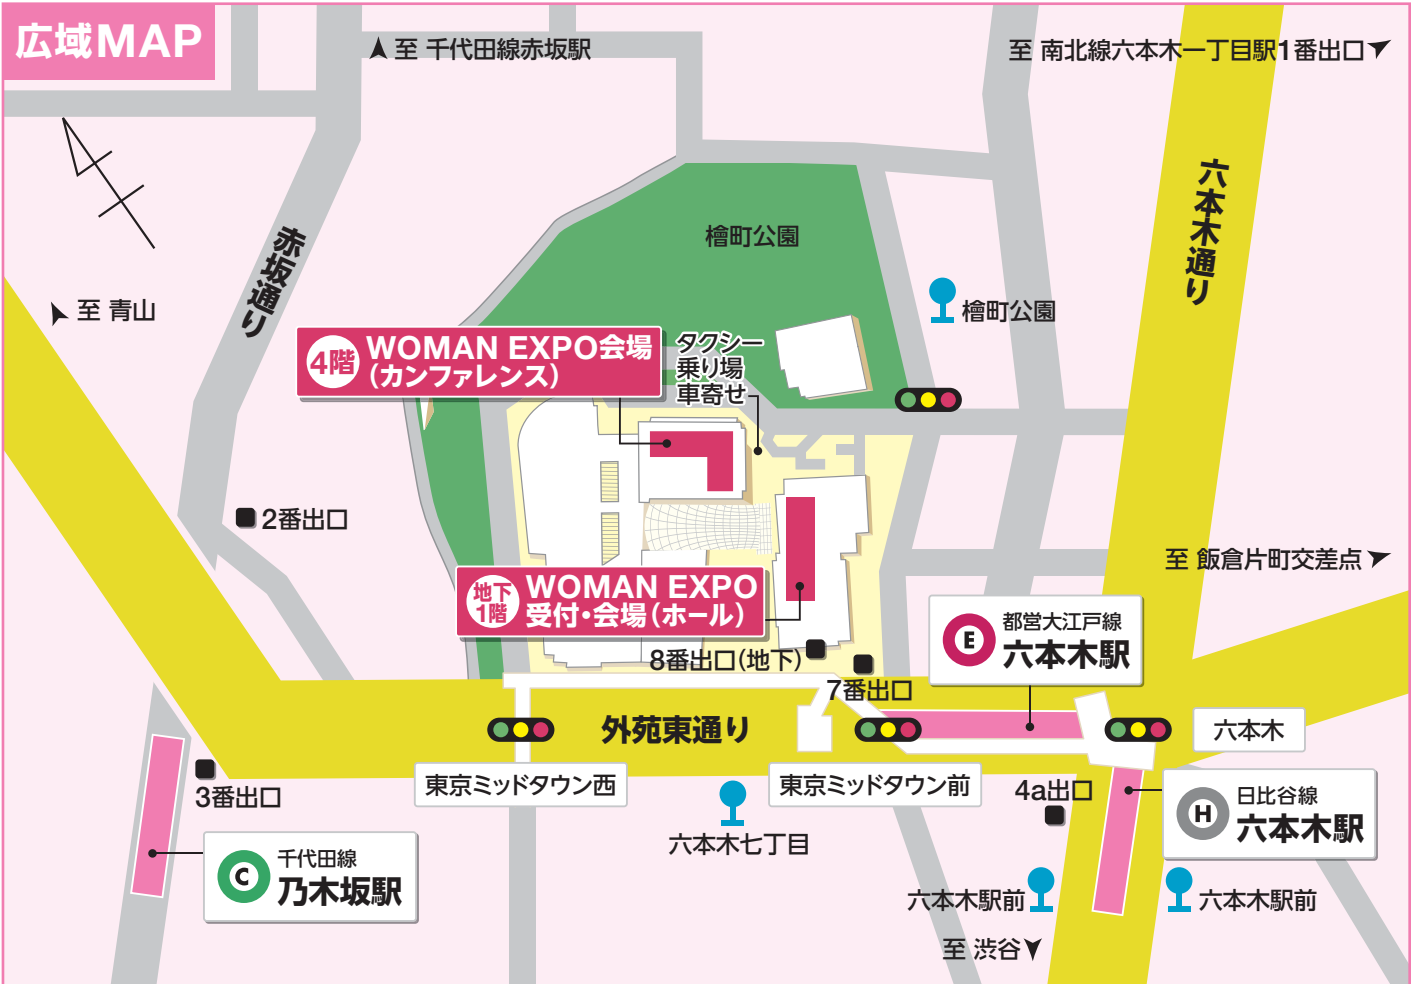 広域MAP
至 千代田線赤坂駅
至 南北線六本木一丁目駅1番出口
赤坂通り
六本木通り
檜町公園
至 青山
檜町公園
4階
WOMAN EXPO会場
(カンファレンス)
タクシー
乗り場
車寄せ
2番出口
至 飯倉片町交差点
地下
1階
WOMAN EXPO
受付・会場(ホール)
E
都営大江戸線
六本木駅
8番出口(地下)
7番出口
外苑東通り
六本木
東京ミッドタウン西
東京ミッドタウン前
3番出口
4a出口
H
日比谷線
六本木駅
六本木七丁目
C
千代田線
乃木坂駅
六本木駅前
六本木駅前
至 渋谷